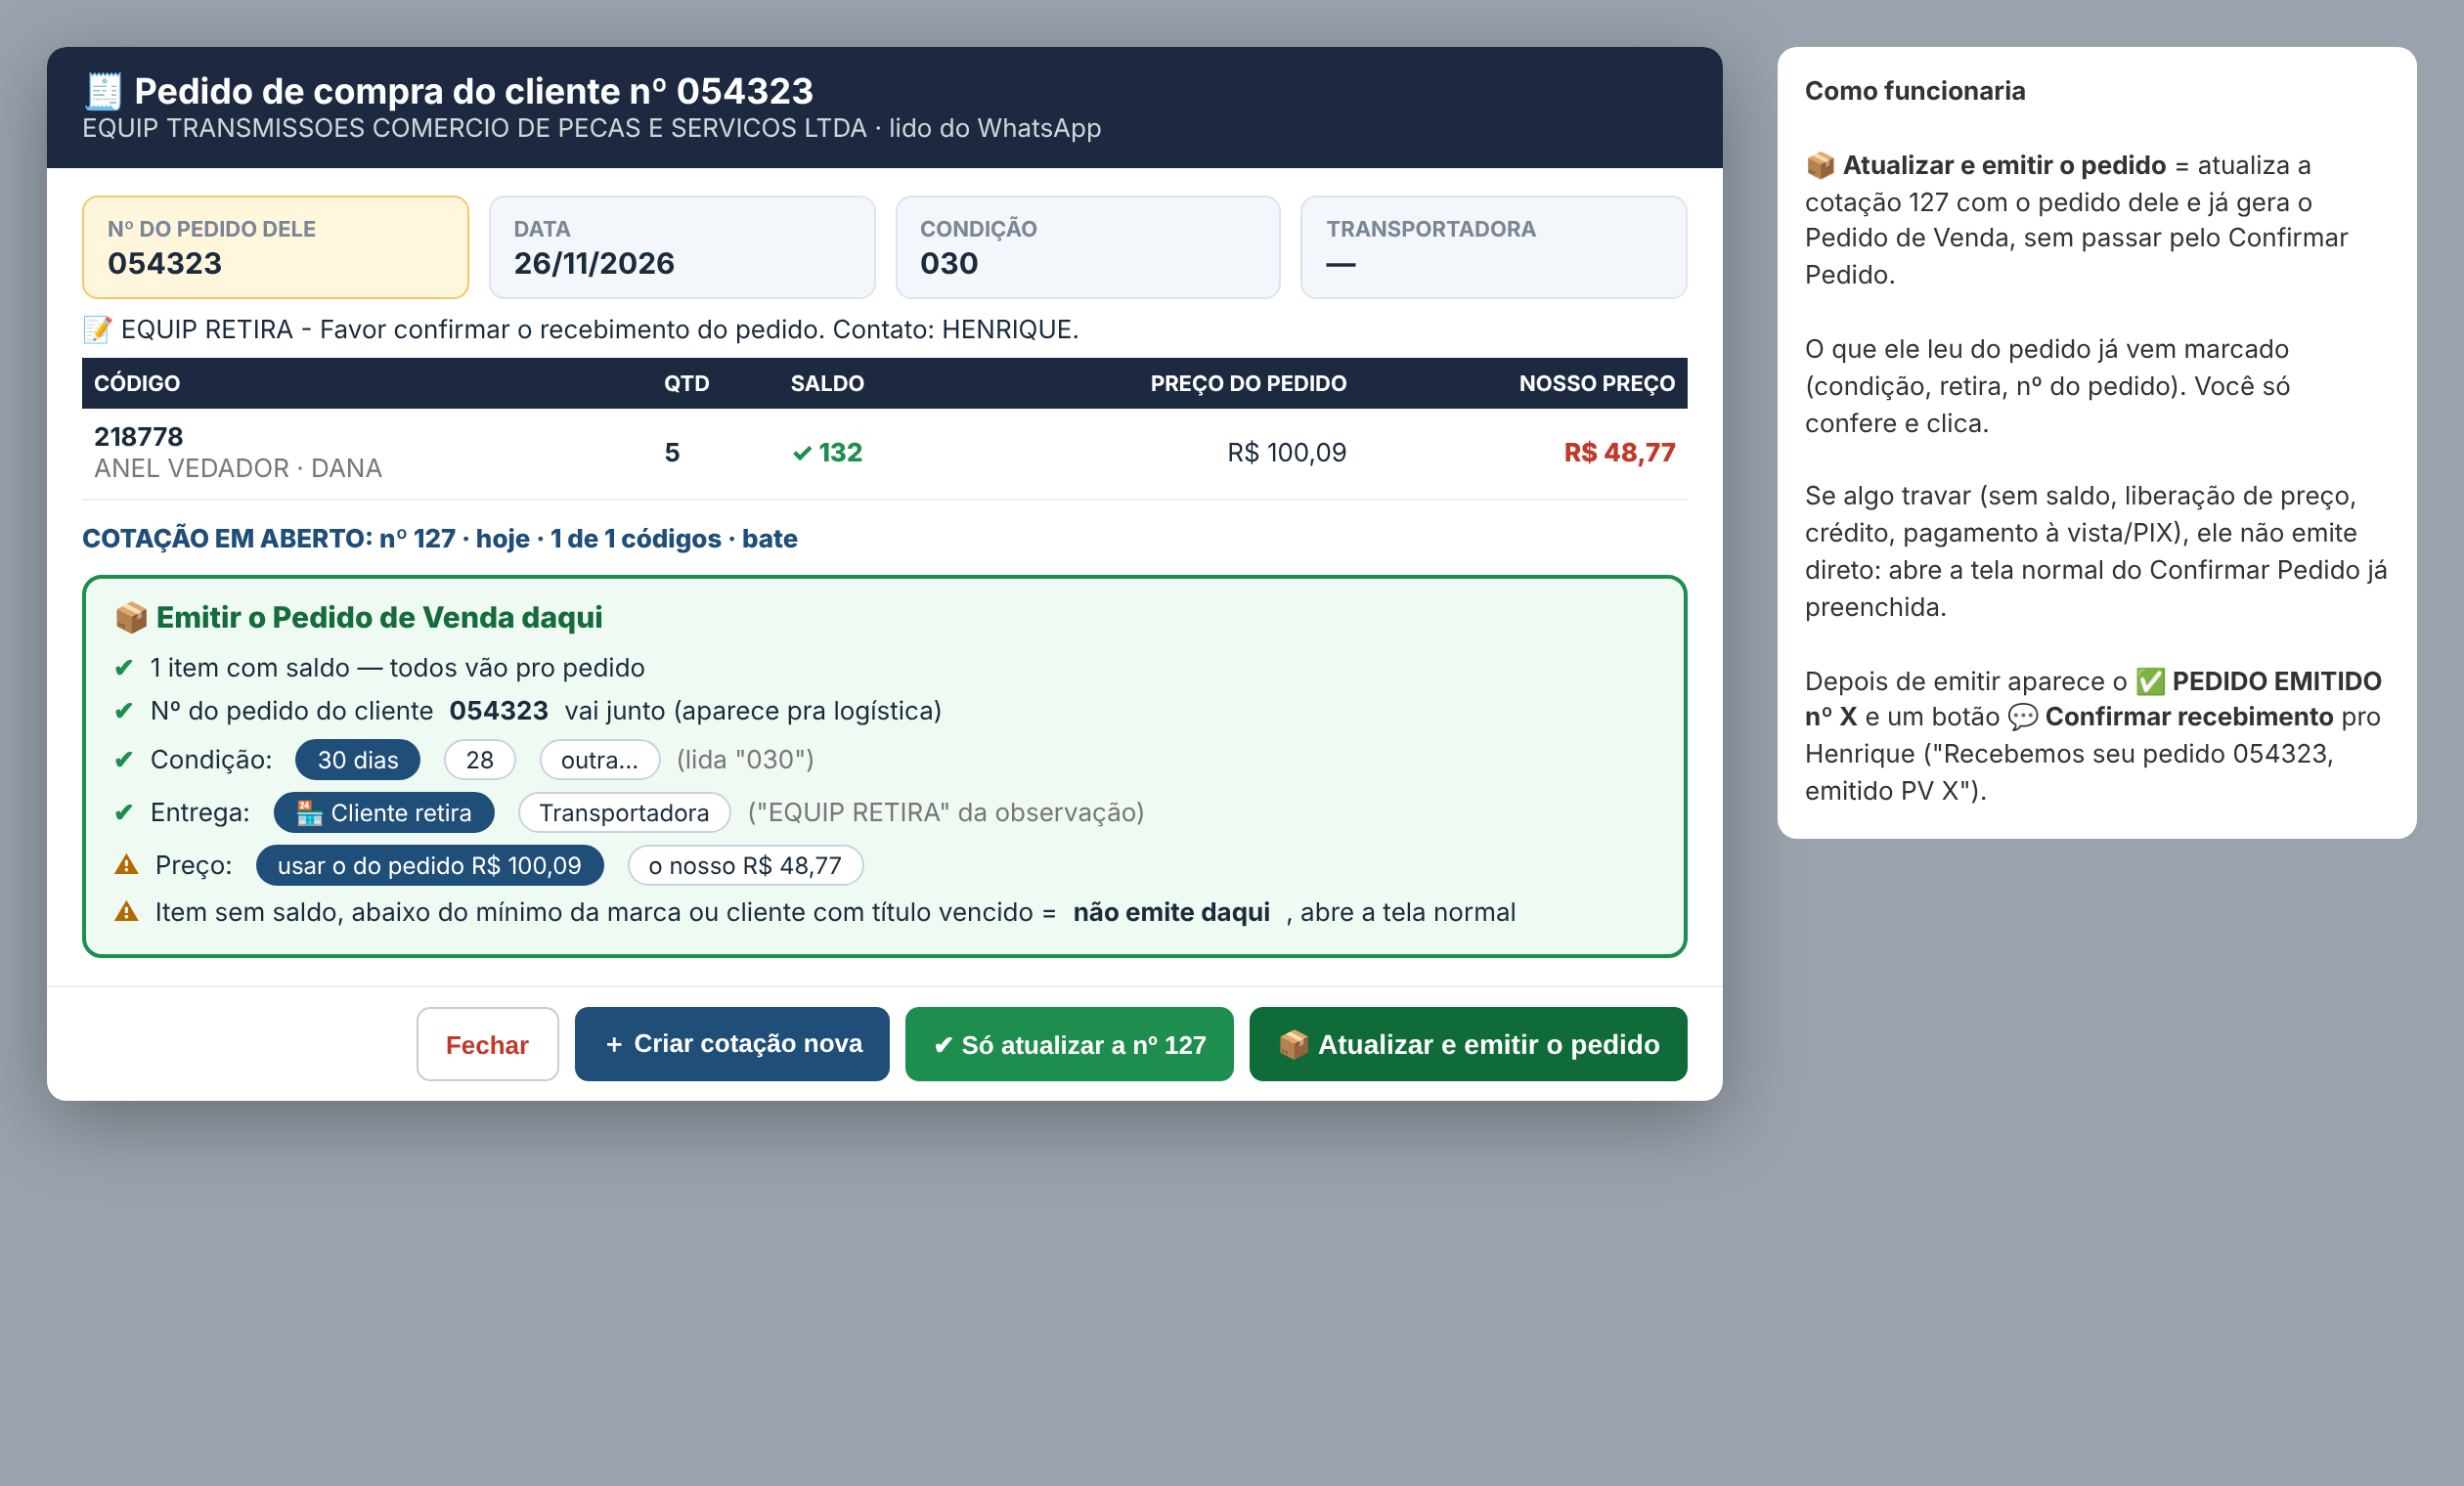 🧾 Pedido de compra do cliente nº 054323
EQUIP TRANSMISSOES COMERCIO DE PECAS E SERVICOS LTDA · lido do WhatsApp
Nº DO PEDIDO DELE
054323
DATA
26/11/2026
CONDIÇÃO
030
TRANSPORTADORA
—
📝 EQUIP RETIRA - Favor confirmar o recebimento do pedido. Contato: HENRIQUE.
CÓDIGO QTD SALDO PREÇO DO PEDIDO NOSSO PREÇO
218778
ANEL VEDADOR · DANA
5 ✓ 132 R$ 100,09 R$ 48,77
COTAÇÃO EM ABERTO: nº 127 · hoje · 1 de 1 códigos · bate
📦 Emitir o Pedido de Venda daqui
✔ 1 item com saldo — todos vão pro pedido
✔ Nº do pedido do cliente 054323 vai junto (aparece pra logística)
✔ Condição: 30 dias 28 outra... (lida "030")
✔ Entrega: 🏪 Cliente retira Transportadora ("EQUIP RETIRA" da observação)
⚠ Preço: usar o do pedido R$ 100,09 o nosso R$ 48,77
⚠ Item sem saldo, abaixo do mínimo da marca ou cliente com título vencido = não emite daqui , abre a tela normal
Fechar
+ Criar cotação nova
✔ Só atualizar a nº 127
📦 Atualizar e emitir o pedido
Como funcionaria
📦 Atualizar e emitir o pedido = atualiza a
cotação 127 com o pedido dele e já gera o
Pedido de Venda, sem passar pelo Confirmar
Pedido.
O que ele leu do pedido já vem marcado
(condição, retira, nº do pedido). Você só
confere e clica.
Se algo travar (sem saldo, liberação de preço,
crédito, pagamento à vista/PIX), ele não emite
direto: abre a tela normal do Confirmar Pedido já
preenchida.
Depois de emitir aparece o ✅ PEDIDO EMITIDO
nº X e um botão 💬 Confirmar recebimento pro
Henrique ("Recebemos seu pedido 054323,
emitido PV X").